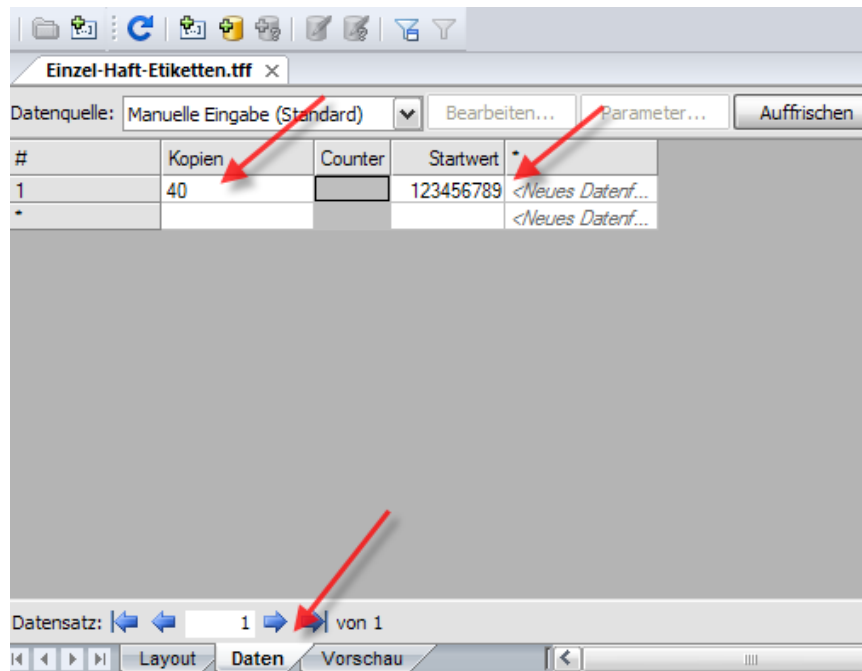 Einzel-Haft-Etiketten.tff ×
Datenquelle: Manuelle Eingabe (Standard) Bearbeiten... Parameter... Auffrischen
# Kopien Counter Startwert *
1 40 123456789 <Neues Datenf...
* <Neues Datenf...
Datensatz: 1 von 1
Layout Daten Vorschau